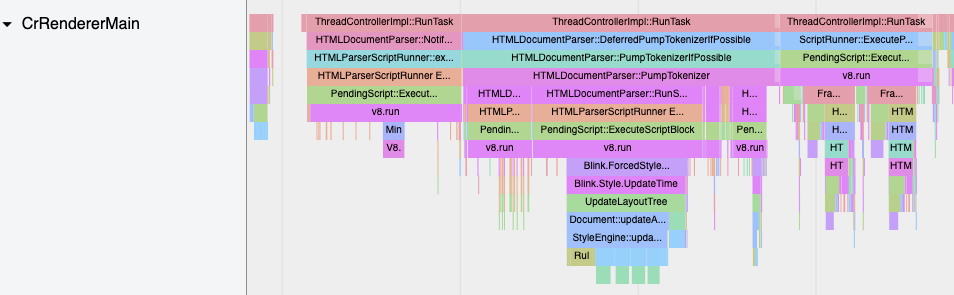 CrRendererMain
ThreadControllerImpl::RunTask ThreadControllerImpl::RunTask ThreadControllerImpl::RunTask
HTMLDocumentParser::Notif... HTMLDocumentParser::DeferredPumpTokenizerIfPossible ScriptRunner::ExecuteP...
HTMLParserScriptRunner::ex... HTMLDocumentParser::PumpTokenizerIfPossible PendingScript::Execut...
HTMLParserScriptRunner E... HTMLDocumentParser::PumpTokenizer v8.run
PendingScript::Execut... HTMLD... HTMLDocumentParser::RunS... H... Fra... Fra...
v8.run HTMLP... HTMLParserScriptRunner E... H... H... HTM
Min Pendin... PendingScript::ExecuteScriptBlock Pen... H... HTM
V8. v8.run v8.run v8.run HT HTM
Blink.ForcedStyle... HT HTM
Blink.Style.UpdateTime
UpdateLayoutTree
Document::updateA...
StyleEngine::upda...
Rul